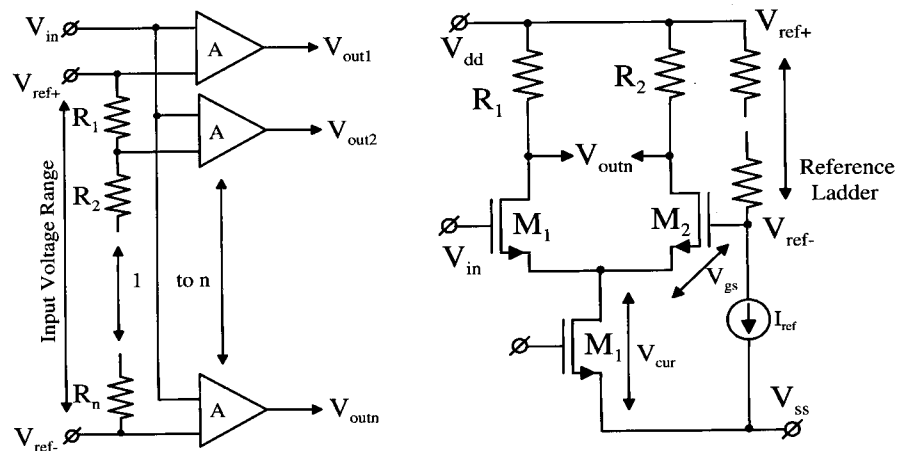 V_in
A
V_out1
V_ref+
R_1
A
V_out2
R_2
Input Voltage Range
1
to n
R_n
A
V_outn
V_ref-
V_dd
V_ref+
R_1
R_2
V_outn
Reference
Ladder
M_1
M_2
V_in
V_ref-
V_gs
I_ref
M_1
V_cur
V_ss